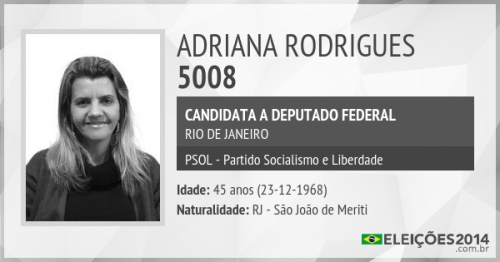 ADRIANA RODRIGUES
5008
CANDIDATA A DEPUTADO FEDERAL
RIO DE JANEIRO
PSOL - Partido Socialismo e Liberdade
Idade: 45 anos (23-12-1968)
Naturalidade: RJ - São João de Meriti
ELEIÇÕES2014
.com.br